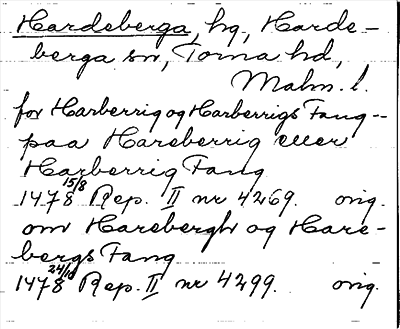 Hardeberga, hg, Harde-
berga sn, Torna hd,
Malm. l.
for Harberrig og Harberrigs Fang --
paa Hareberrig eller
Harberrig Fang
1478 15/8 Rep. II nr 4269. orig.
om Harebergh og Hare-
bergs Fang
1478 24/10 Rep. II nr 4299. orig.